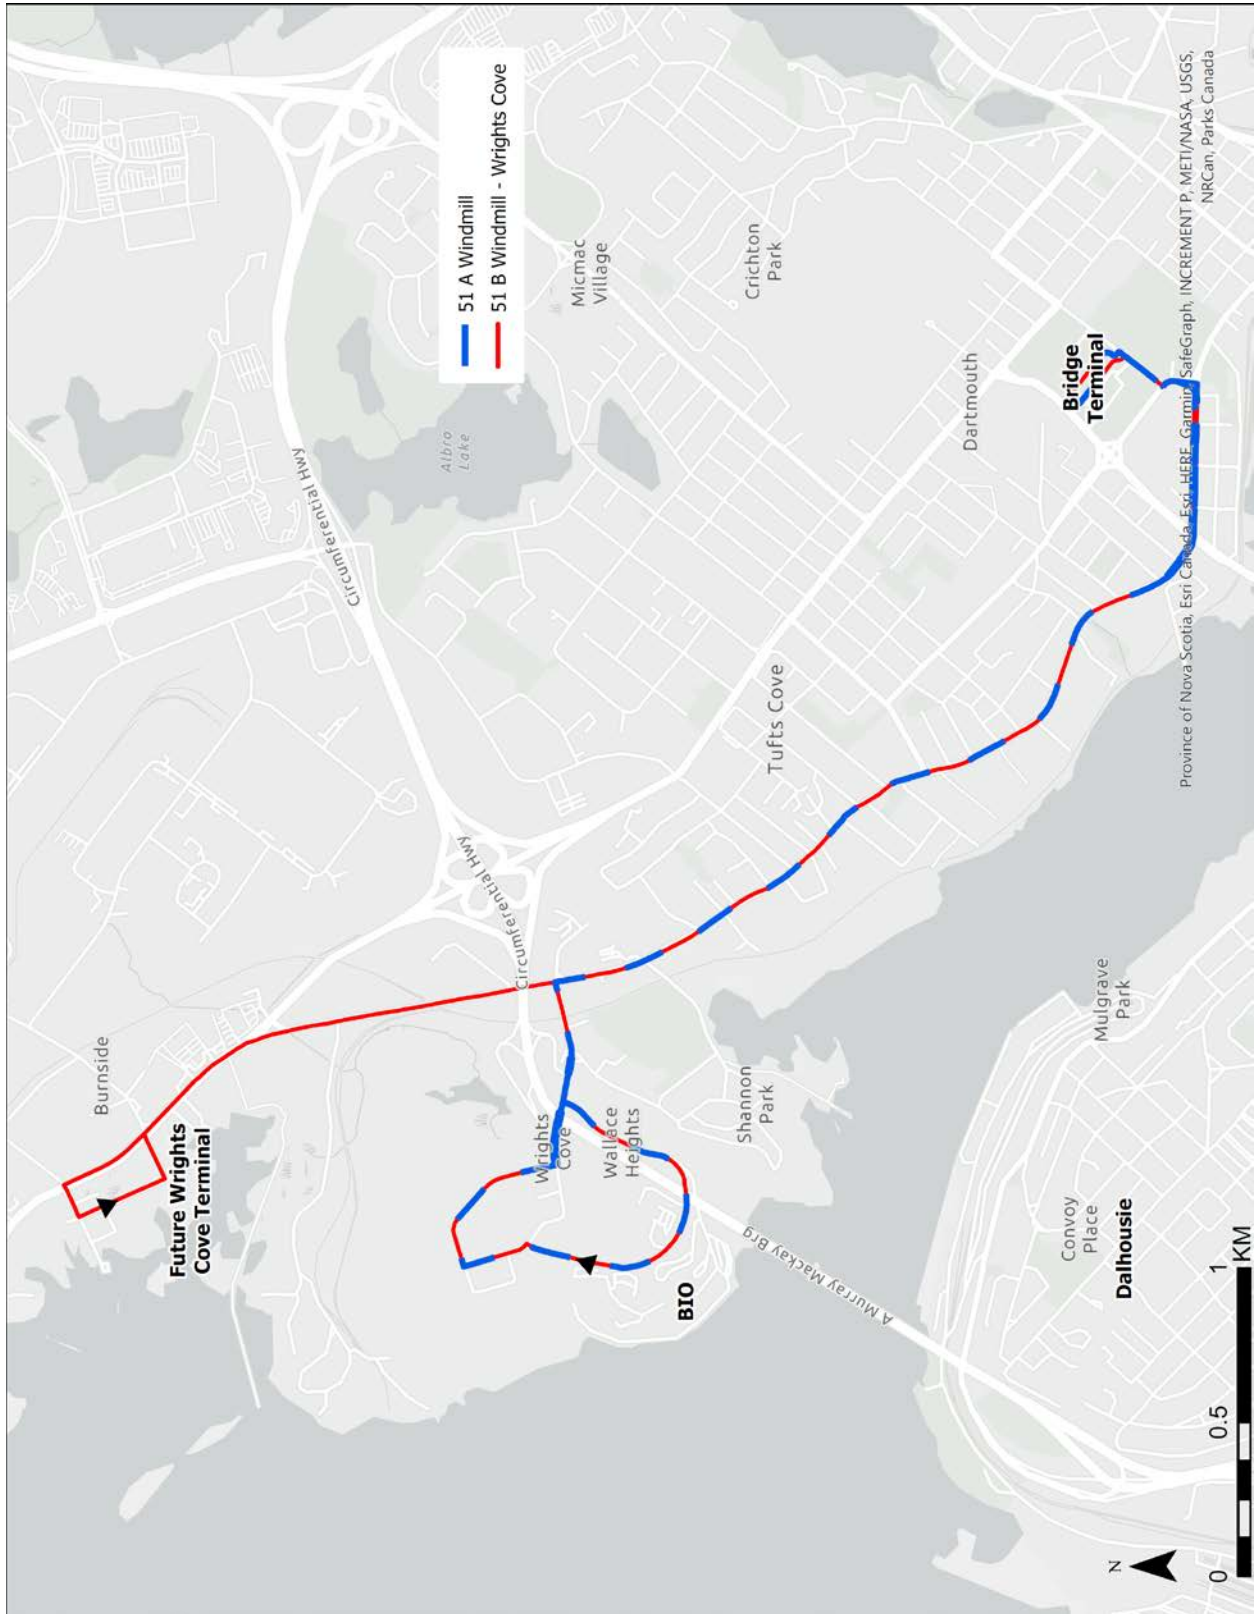 Burnside
Future Wrights
Cove Terminal
Circumferential Hwy
Circumferential Hwy
Circumferential Hwy
Albro
Lake
51 A Windmill
51 B Windmill - Wrights Cove
Micmac
Village
Crichton
Park
Wrights
Cove
Wallace
Heights
Shannon
Park
BIO
Tufts Cove
Dartmouth
Bridge
Terminal
A Murray Mackay Brg
Mulgrave
Park
Convoy
Place
Dalhousie
N
0 0.5 1
KM
Province of Nova Scotia, Esri Canada, Esri, HERE, Garmin, SafeGraph, INCREMENT P, METI/NASA, USGS,
NRCan, Parks Canada